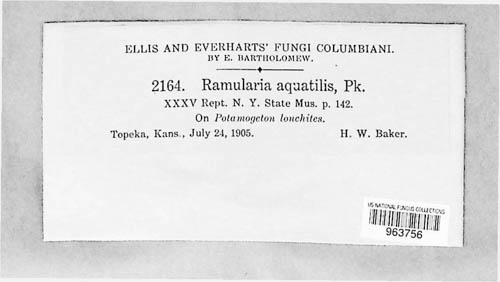 ELLIS AND EVERHARTS' FUNGI COLUMBIANI.
BY E. BARTHOLOMEW.
2164. Ramularia aquatilis, Pk.
XXXV Rept. N. Y. State Mus. p. 142.
On Potamogeton lonchites.
Topeka, Kans., July 24, 1905. H. W. Baker.
US NATIONAL FUNGUS COLLECTIONS
963756